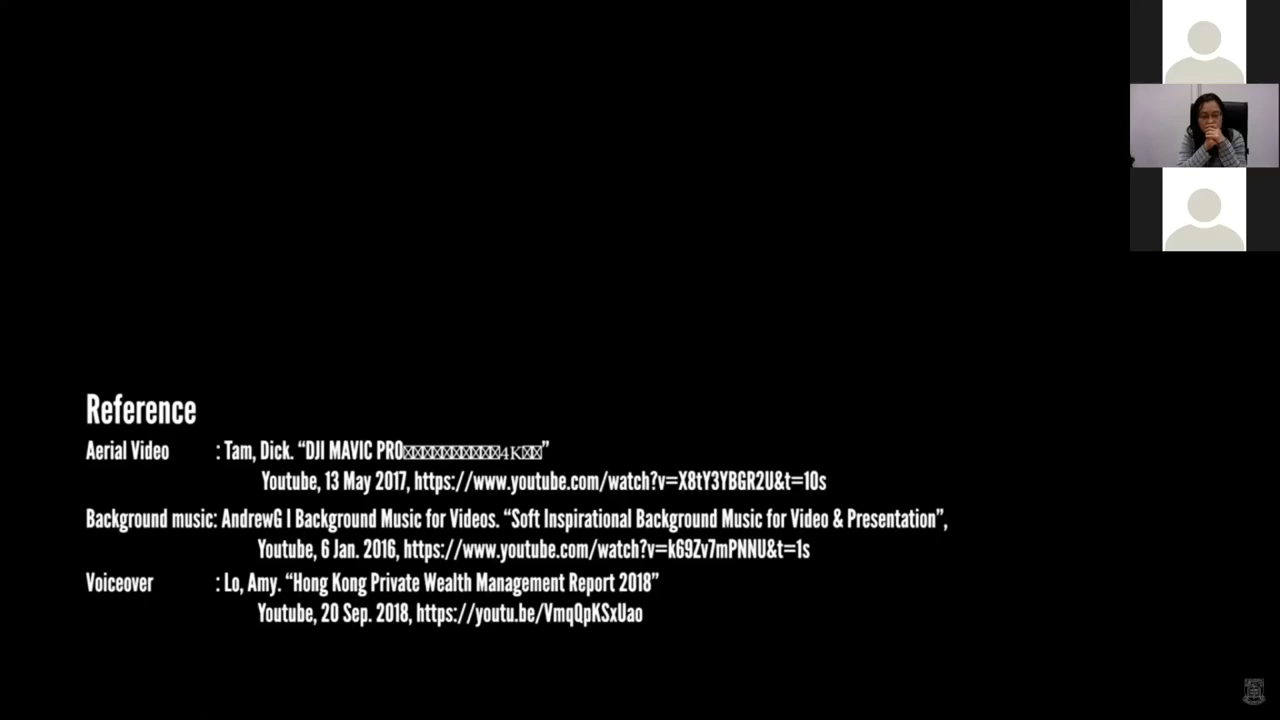 Reference
Aerial Video : Tam, Dick. “DJI MAVIC PRO 4K”
Youtube, 13 May 2017, https://www.youtube.com/watch?v=X8tY3YBGR2U&t=10s
Background music: AndrewG I Background Music for Videos. “Soft Inspirational Background Music for Video & Presentation”,
Youtube, 6 Jan. 2016, https://www.youtube.com/watch?v=k69Zv7mPNNU&t=1s
Voiceover : Lo, Amy. “Hong Kong Private Wealth Management Report 2018”
Youtube, 20 Sep. 2018, https://youtu.be/VmqQpKSxUao